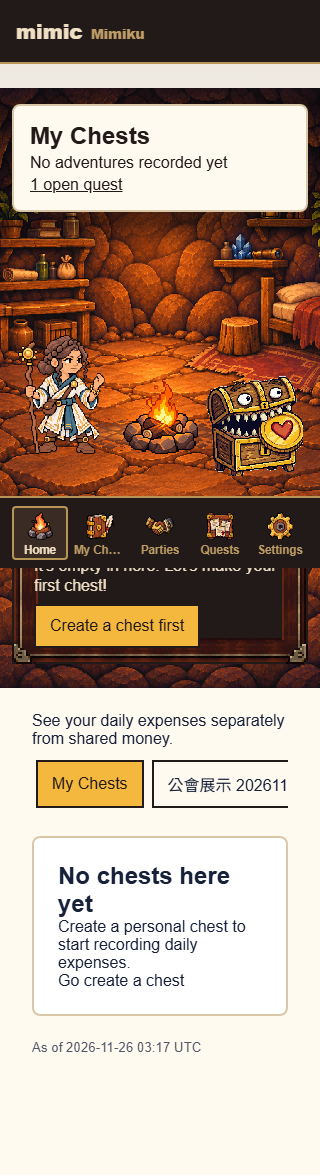 mimic Mimiku
My Chests
No adventures recorded yet
1 open quest
Home
My Ch...
Parties
Quests
Settings
It's empty in here. Let's make your
first chest!
Create a chest first
See your daily expenses separately
from shared money.
My Chests
公會展示 202611
No chests here
yet
Create a personal chest to
start recording daily
expenses.
Go create a chest
As of 2026-11-26 03:17 UTC